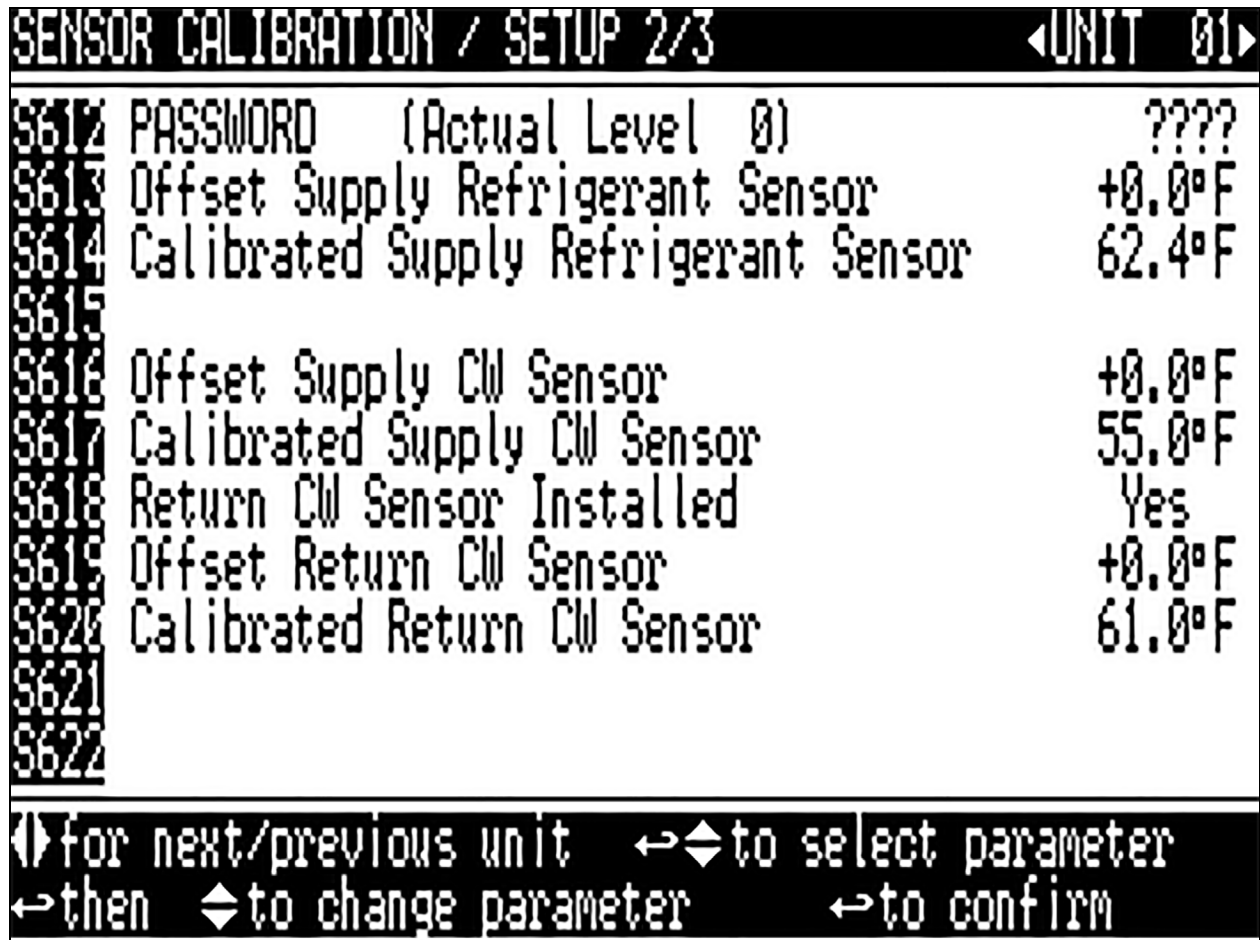 SENSOR CALIBRATION / SETUP 2/3 ◄UNIT 01►
S612 PASSWORD (Actual Level 0) ????
S613 Offset Supply Refrigerant Sensor +0.0°F
S614 Calibrated Supply Refrigerant Sensor 62.4°F
S615
S616 Offset Supply CW Sensor +0.0°F
S617 Calibrated Supply CW Sensor 55.0°F
S618 Return CW Sensor Installed Yes
S619 Offset Return CW Sensor +0.0°F
S620 Calibrated Return CW Sensor 61.0°F
S621
S622
◄►for next/previous unit ↩▲▼to select parameter
↩then ▲▼to change parameter ↩to confirm